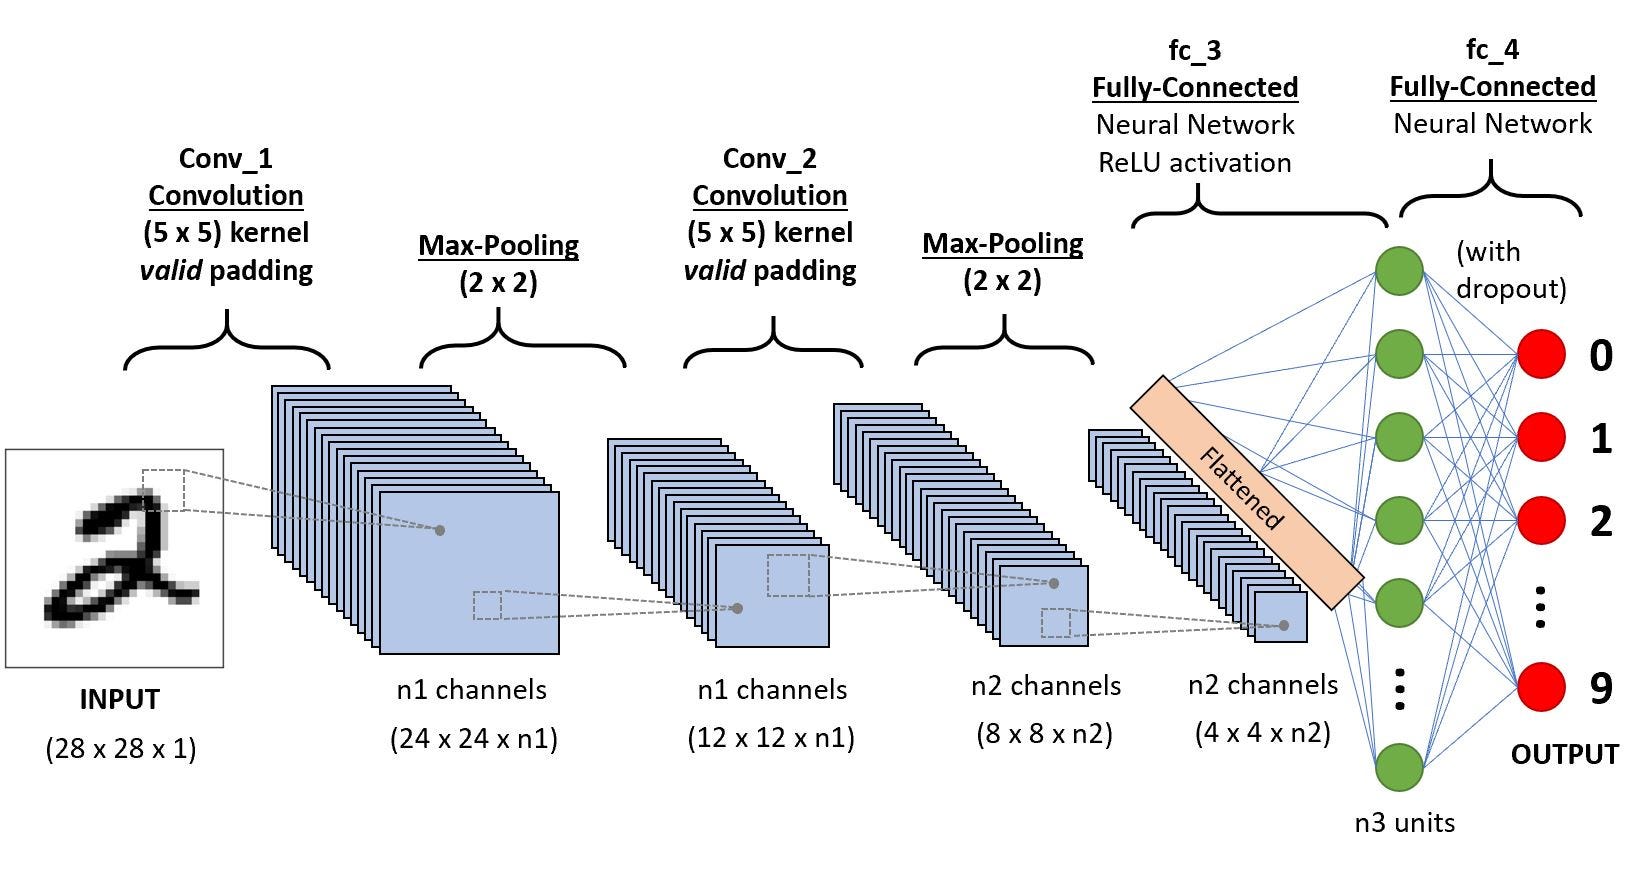 Conv_1
Convolution
(5 x 5) kernel
valid padding
Max-Pooling
(2 x 2)
Conv_2
Convolution
(5 x 5) kernel
valid padding
Max-Pooling
(2 x 2)
fc_3
Fully-Connected
Neural Network
ReLU activation
fc_4
Fully-Connected
Neural Network
(with
dropout)
Flattened
0
1
2
9
INPUT
(28 x 28 x 1)
n1 channels
(24 x 24 x n1)
n1 channels
(12 x 12 x n1)
n2 channels
(8 x 8 x n2)
n2 channels
(4 x 4 x n2)
OUTPUT
n3 units